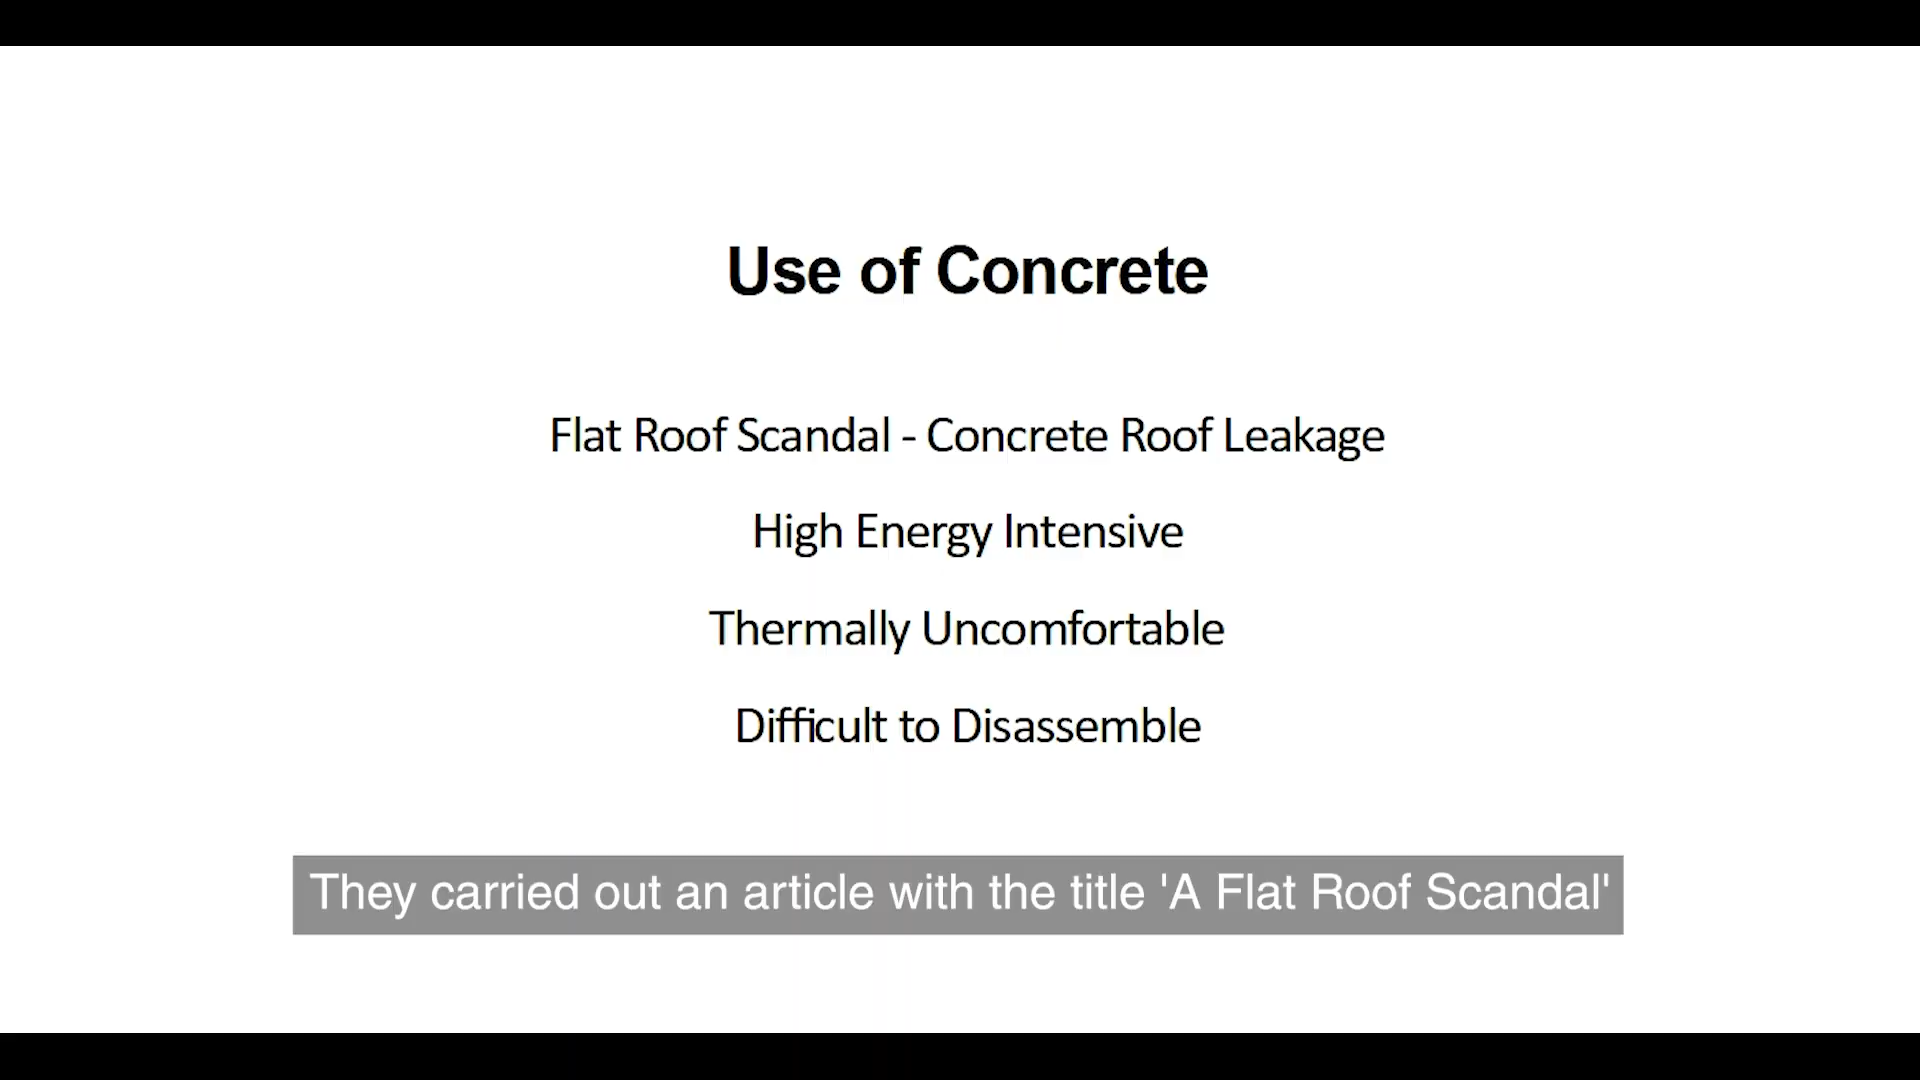 Use of Concrete
Flat Roof Scandal - Concrete Roof Leakage
High Energy Intensive
Thermally Uncomfortable
Difficult to Disassemble
They carried out an article with the title 'A Flat Roof Scandal'